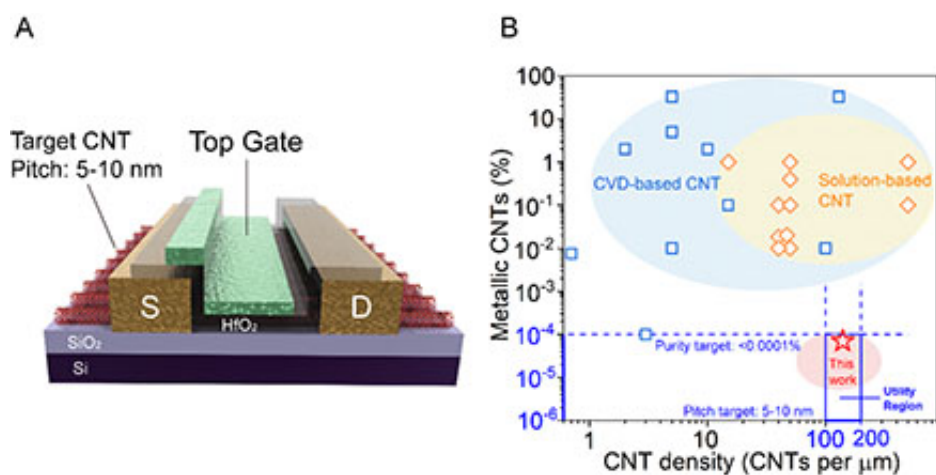 A
Target CNT
Pitch: 5-10 nm
Top Gate
S
D
HfO₂
SiO₂
Si
B
Metallic CNTs (%)
100
10
1
10⁻¹
10⁻²
10⁻⁴
10⁻⁵
10⁻⁶
CVD-based CNT
Solution-based
CNT
Purity target: <0.0001%
This
work
Utility
Region
Pitch target: 5-10 nm
1
10
100
200
CNT density (CNTs per μm)